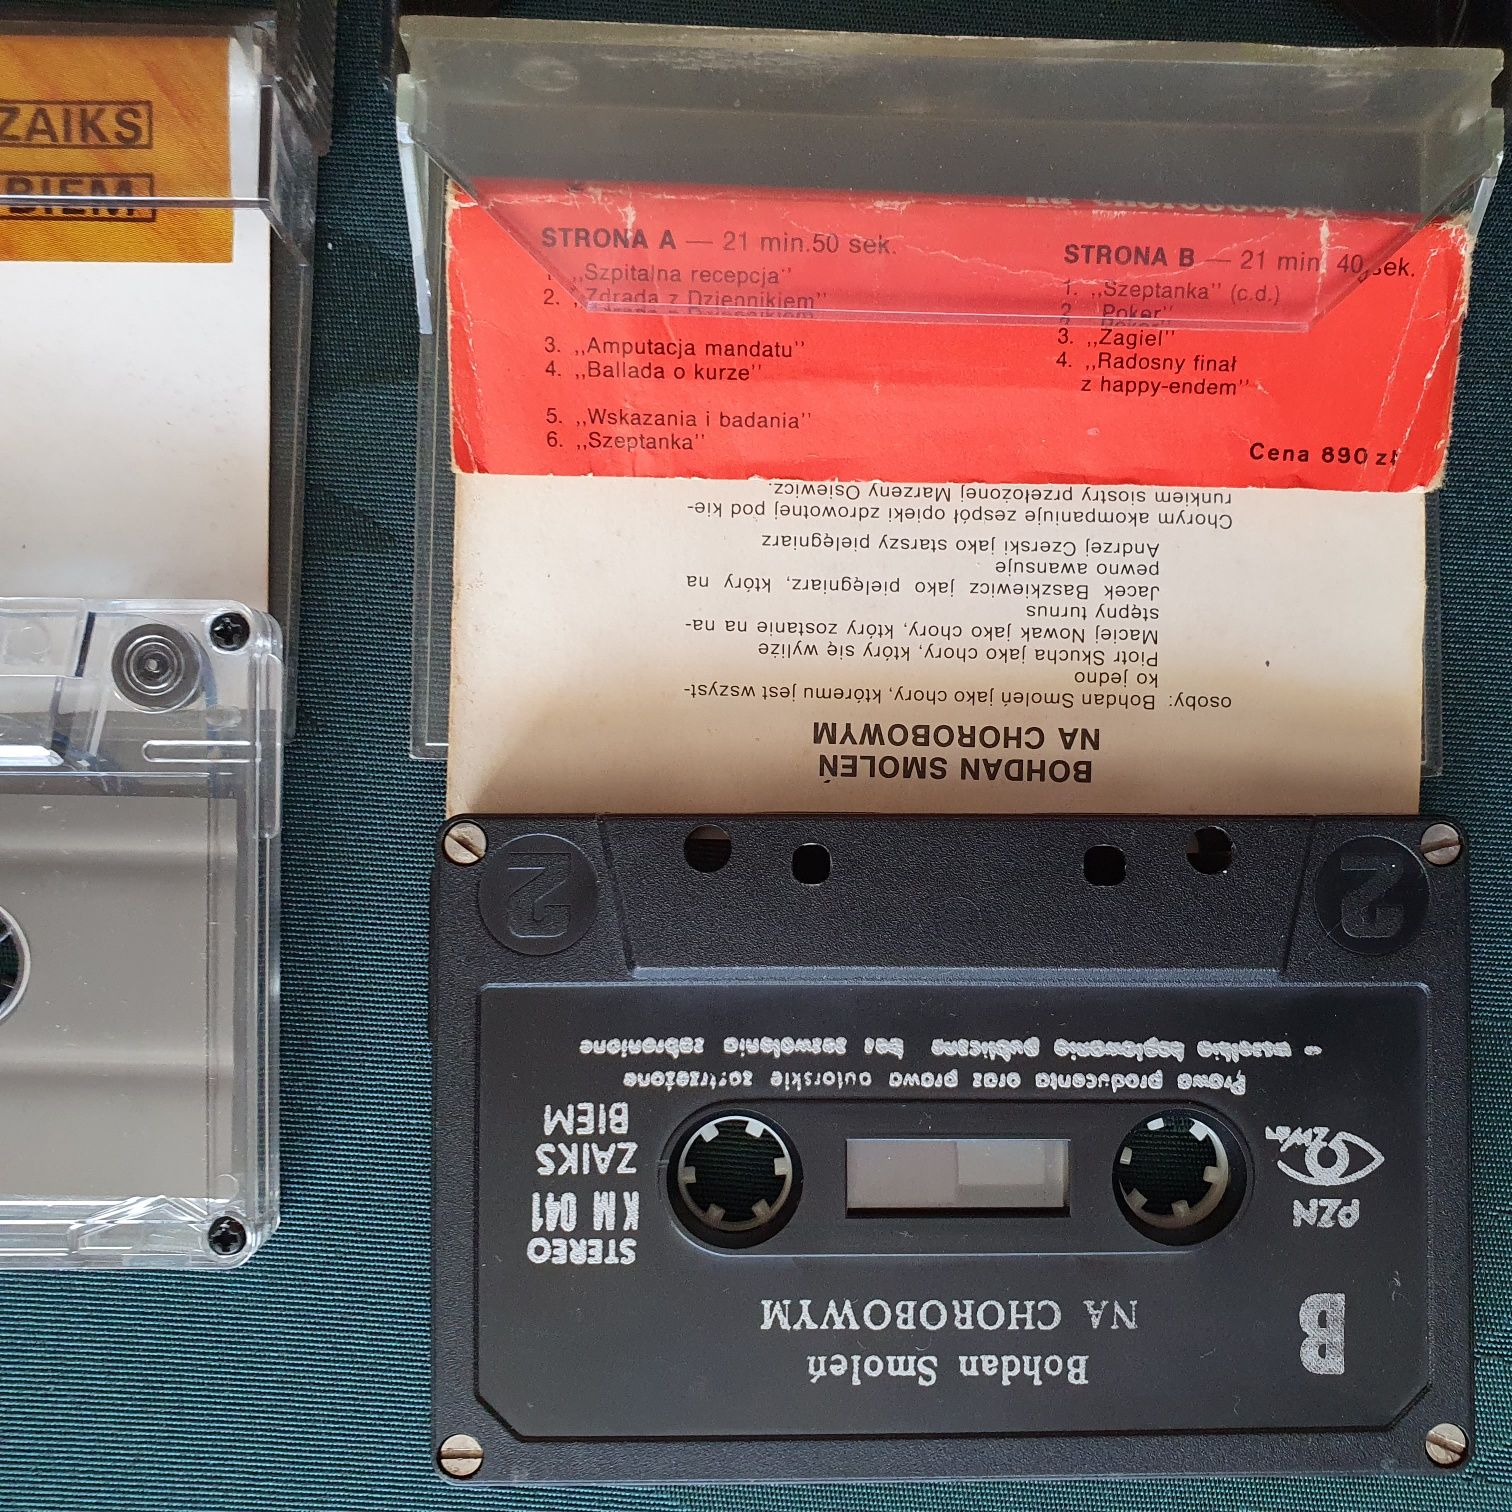 ZAIKS
BIEM
na chorobowym
STRONA A — 21 min.50 sek.
1. ,,Szpitalna recepcja''
2. ,,Zdrada z Dziennikiem''
3. ,,Amputacja mandatu''
4. ,,Ballada o kurze''
5. ,,Wskazania i badania''
6. ,,Szeptanka''
STRONA B — 21 min 40 sek.
1. ,,Szeptanka'' (c.d.)
2. ,,Poker''
3. ,,Żagiel''
4. ,,Radosny finał
z happy-endem''
Cena 890 zł
BOHDAN SMOLEŃ
NA CHOROBOWYM
osoby: Bohdan Smoleń jako chory, któremu jest wszyst-
ko jedno
Piotr Skucha jako chory, który się wyliże
Maciej Nowak jako chory, który zostanie na na-
stępny turnus
Jacek Baszkiewicz jako pielęgniarz, który na
pewno awansuje
Andrzej Czerski jako starszy pielęgniarz
Chorym akompaniuje zespół opieki zdrowotnej pod kie-
runkiem siostry przełożonej Marzeny Osiewicz.
2
2
Bohdan Smoleń
NA CHOROBOWYM
B
STEREO
KM 041
ZAIKS
BIEM
PZN
Prawa producenta oraz prawa autorskie zastrzeżone
- wszelkie kopiowanie publiczne bez zezwolenia zabronione